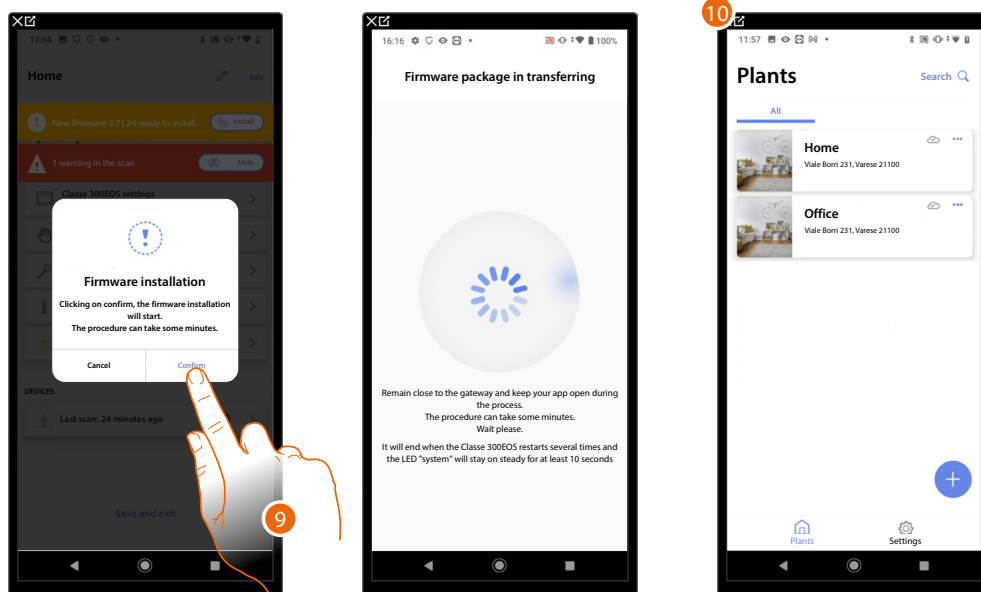 17:04
Home
Edit
New firmware 3.71.24 ready to install
Install
1 warning in the scan
Hide
Classe 300EOS settings
Firmware installation
Clicking on confirm, the firmware installation
will start.
The procedure can take some minutes.
Cancel
Confirm
DEVICES
Last scan: 24 minutes ago
Save and exit
9
16:16
100%
Firmware package in transferring
Remain close to the gateway and keep your app open during
the process.
The procedure can take some minutes.
Wait please.
It will end when the Classe 300EOS restarts several times and
the LED "system" will stay on steady for at least 10 seconds
10
11:57
Plants
Search
All
Home
Viale Borri 231, Varese 21100
Office
Viale Borri 231, Varese 21100
Plants
Settings